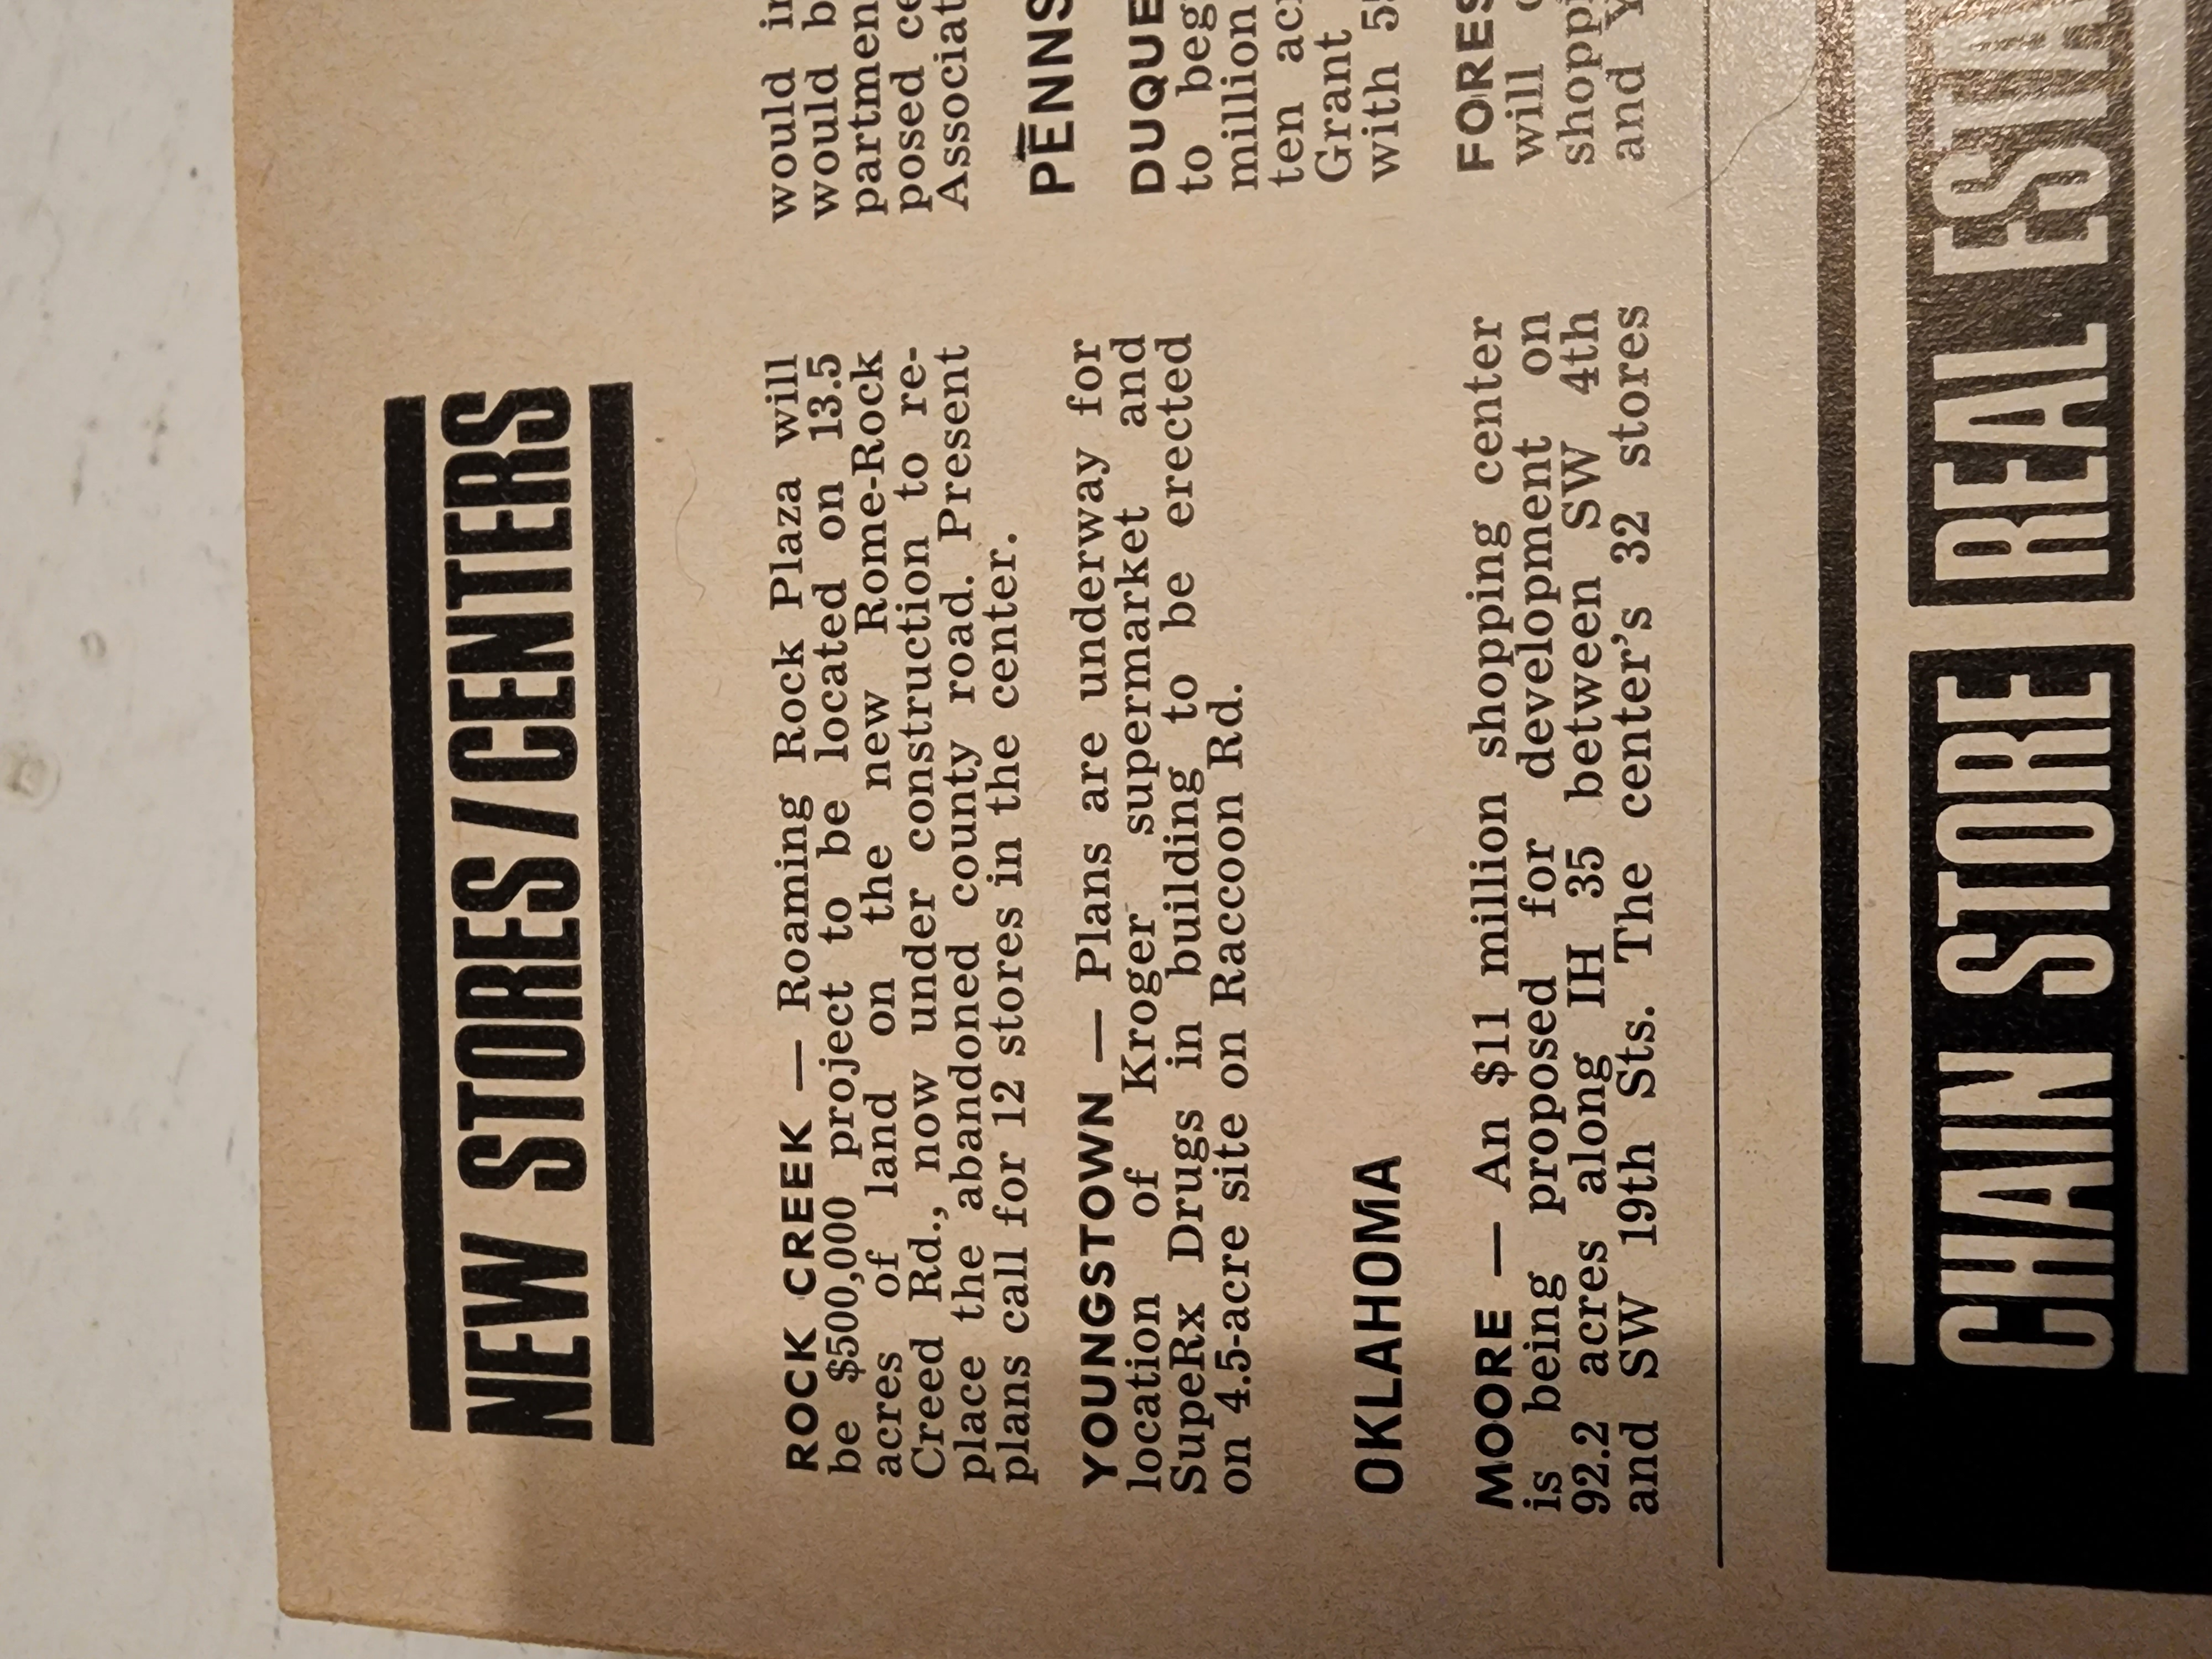 NEW STORES/CENTERS
ROCK CREEK — Roaming Rock Plaza will
be $500,000 project to be located on 13.5
acres of land on the new Rome-Rock
Creed Rd., now under construction to re-
place the abandoned county road. Present
plans call for 12 stores in the center.
YOUNGSTOWN — Plans are underway for
location of Kroger supermarket and
SupeRx Drugs in building to be erected
on 4.5-acre site on Raccoon Rd.
OKLAHOMA
MOORE — An $11 million shopping center
is being proposed for development on
92.2 acres along IH 35 between SW 4th
and SW 19th Sts. The center's 32 stores
would
would
partmen
posed
Associat
PENNS
DUQUE
to beg
million
ten
Grant
with
FORES
will
shoppi
and
CHAIN STORE REAL ESTA